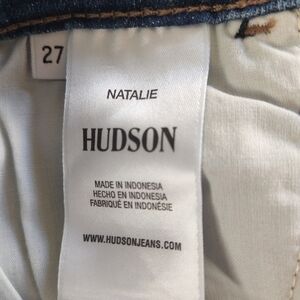 27
NATALIE
HUDSON
MADE IN INDONESIA
HECHO EN INDONESIA
FABRIQUÉ EN INDONÉSIE
WWW.HUDSONJEANS.COM